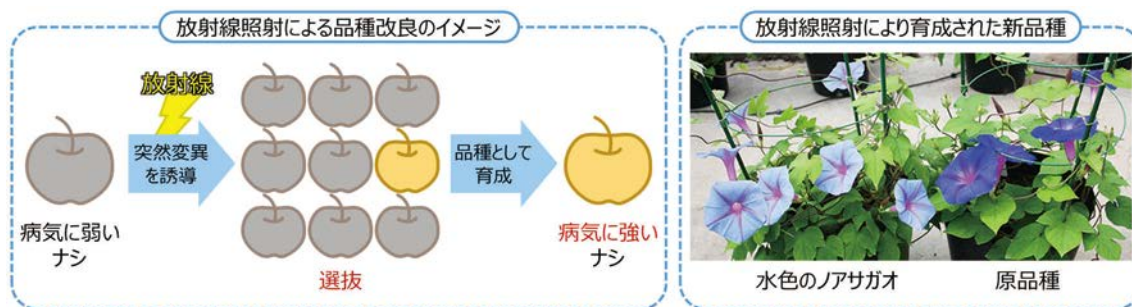 放射線照射による品種改良のイメージ
放射線
突然変異
を誘導
品種として
育成
病気に弱い
ナシ
選抜
病気に強い
ナシ
放射線照射により育成された新品種
水色のノアサガオ
原品種